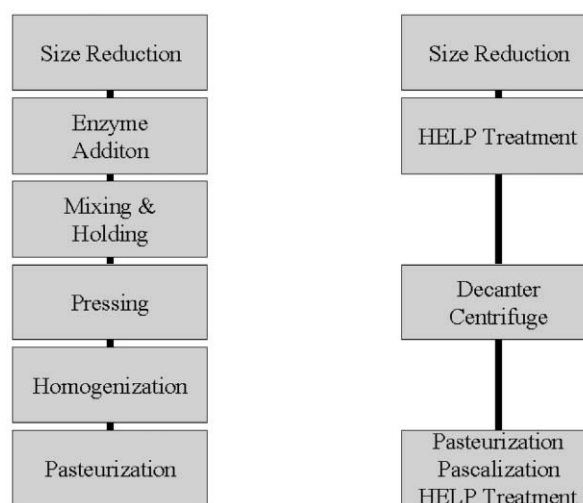 Size Reduction
Enzyme
Additon
Mixing &
Holding
Pressing
Homogenization
Pasteurization
Size Reduction
HELP Treatment
Decanter
Centrifuge
Pasteurization
Pascalization
HELP Treatment